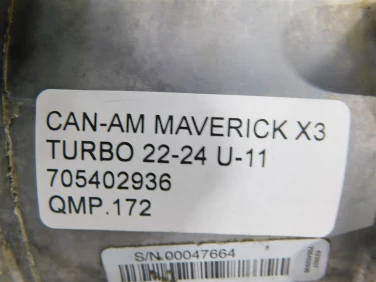 CAN-AM MAVERICK X3
TURBO 22-24 U-11
705402936
QMP.172
S/N 00047664